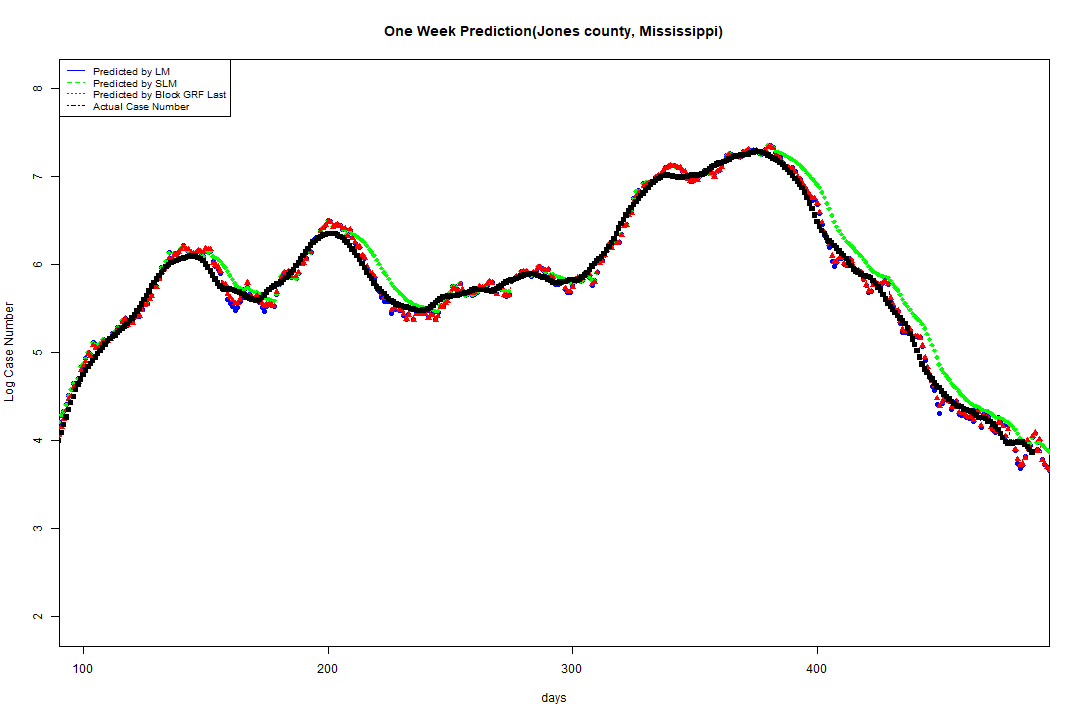 One Week Prediction(Jones county, Mississippi)
Predicted by LM
Predicted by SLM
Predicted by Block GRF Last
Actual Case Number
8
7
6
5
4
3
2
Log Case Number
100 200 300 400
days